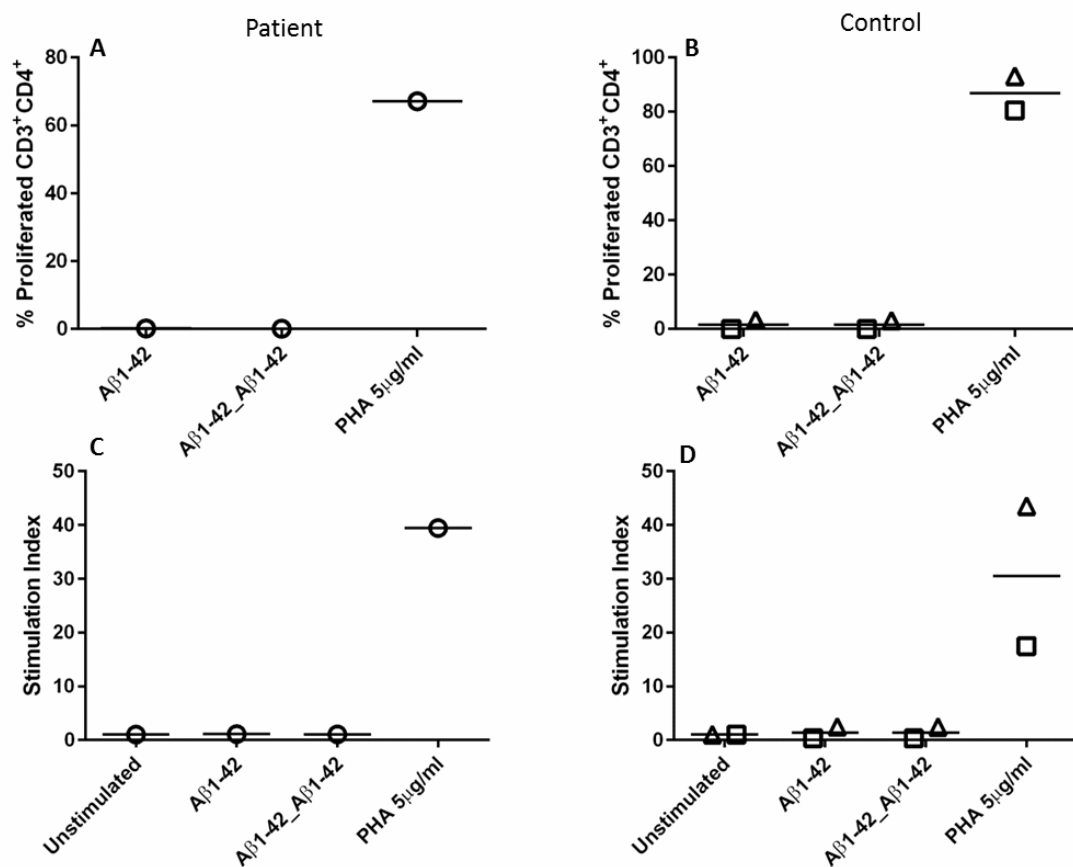 Patient
Control
A
% Proliferated CD3⁺CD4⁺
80
60
40
20
0
Aβ1-42
Aβ1-42_Aβ1-42
PHA 5μg/ml
B
% Proliferated CD3⁺CD4⁺
100
80
60
40
20
0
Aβ1-42
Aβ1-42_Aβ1-42
PHA 5μg/ml
C
Stimulation Index
50
40
30
20
10
0
Unstimulated
Aβ1-42
Aβ1-42_Aβ1-42
PHA 5μg/ml
D
Stimulation Index
50
40
30
20
10
0
Unstimulated
Aβ1-42
Aβ1-42_Aβ1-42
PHA 5μg/ml